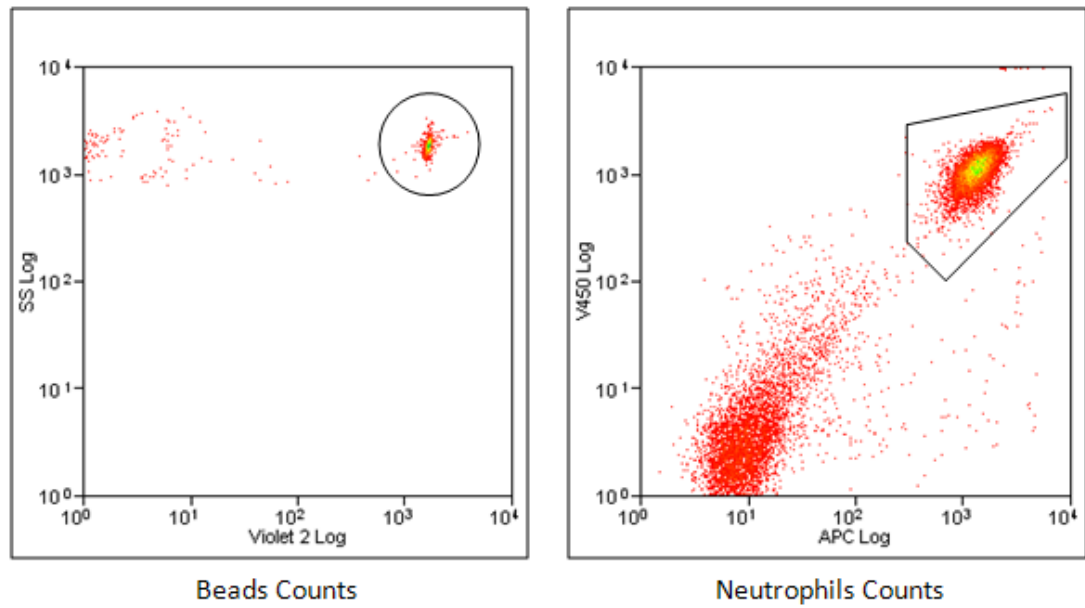 10⁴
10³
SS Log
10²
10¹
10⁰
10⁰ 10¹ 10² 10³ 10⁴
Violet 2 Log
Beads Counts
10⁴
10³
V450 Log
10²
10¹
10⁰
10⁰ 10¹ 10² 10³ 10⁴
APC Log
Neutrophils Counts